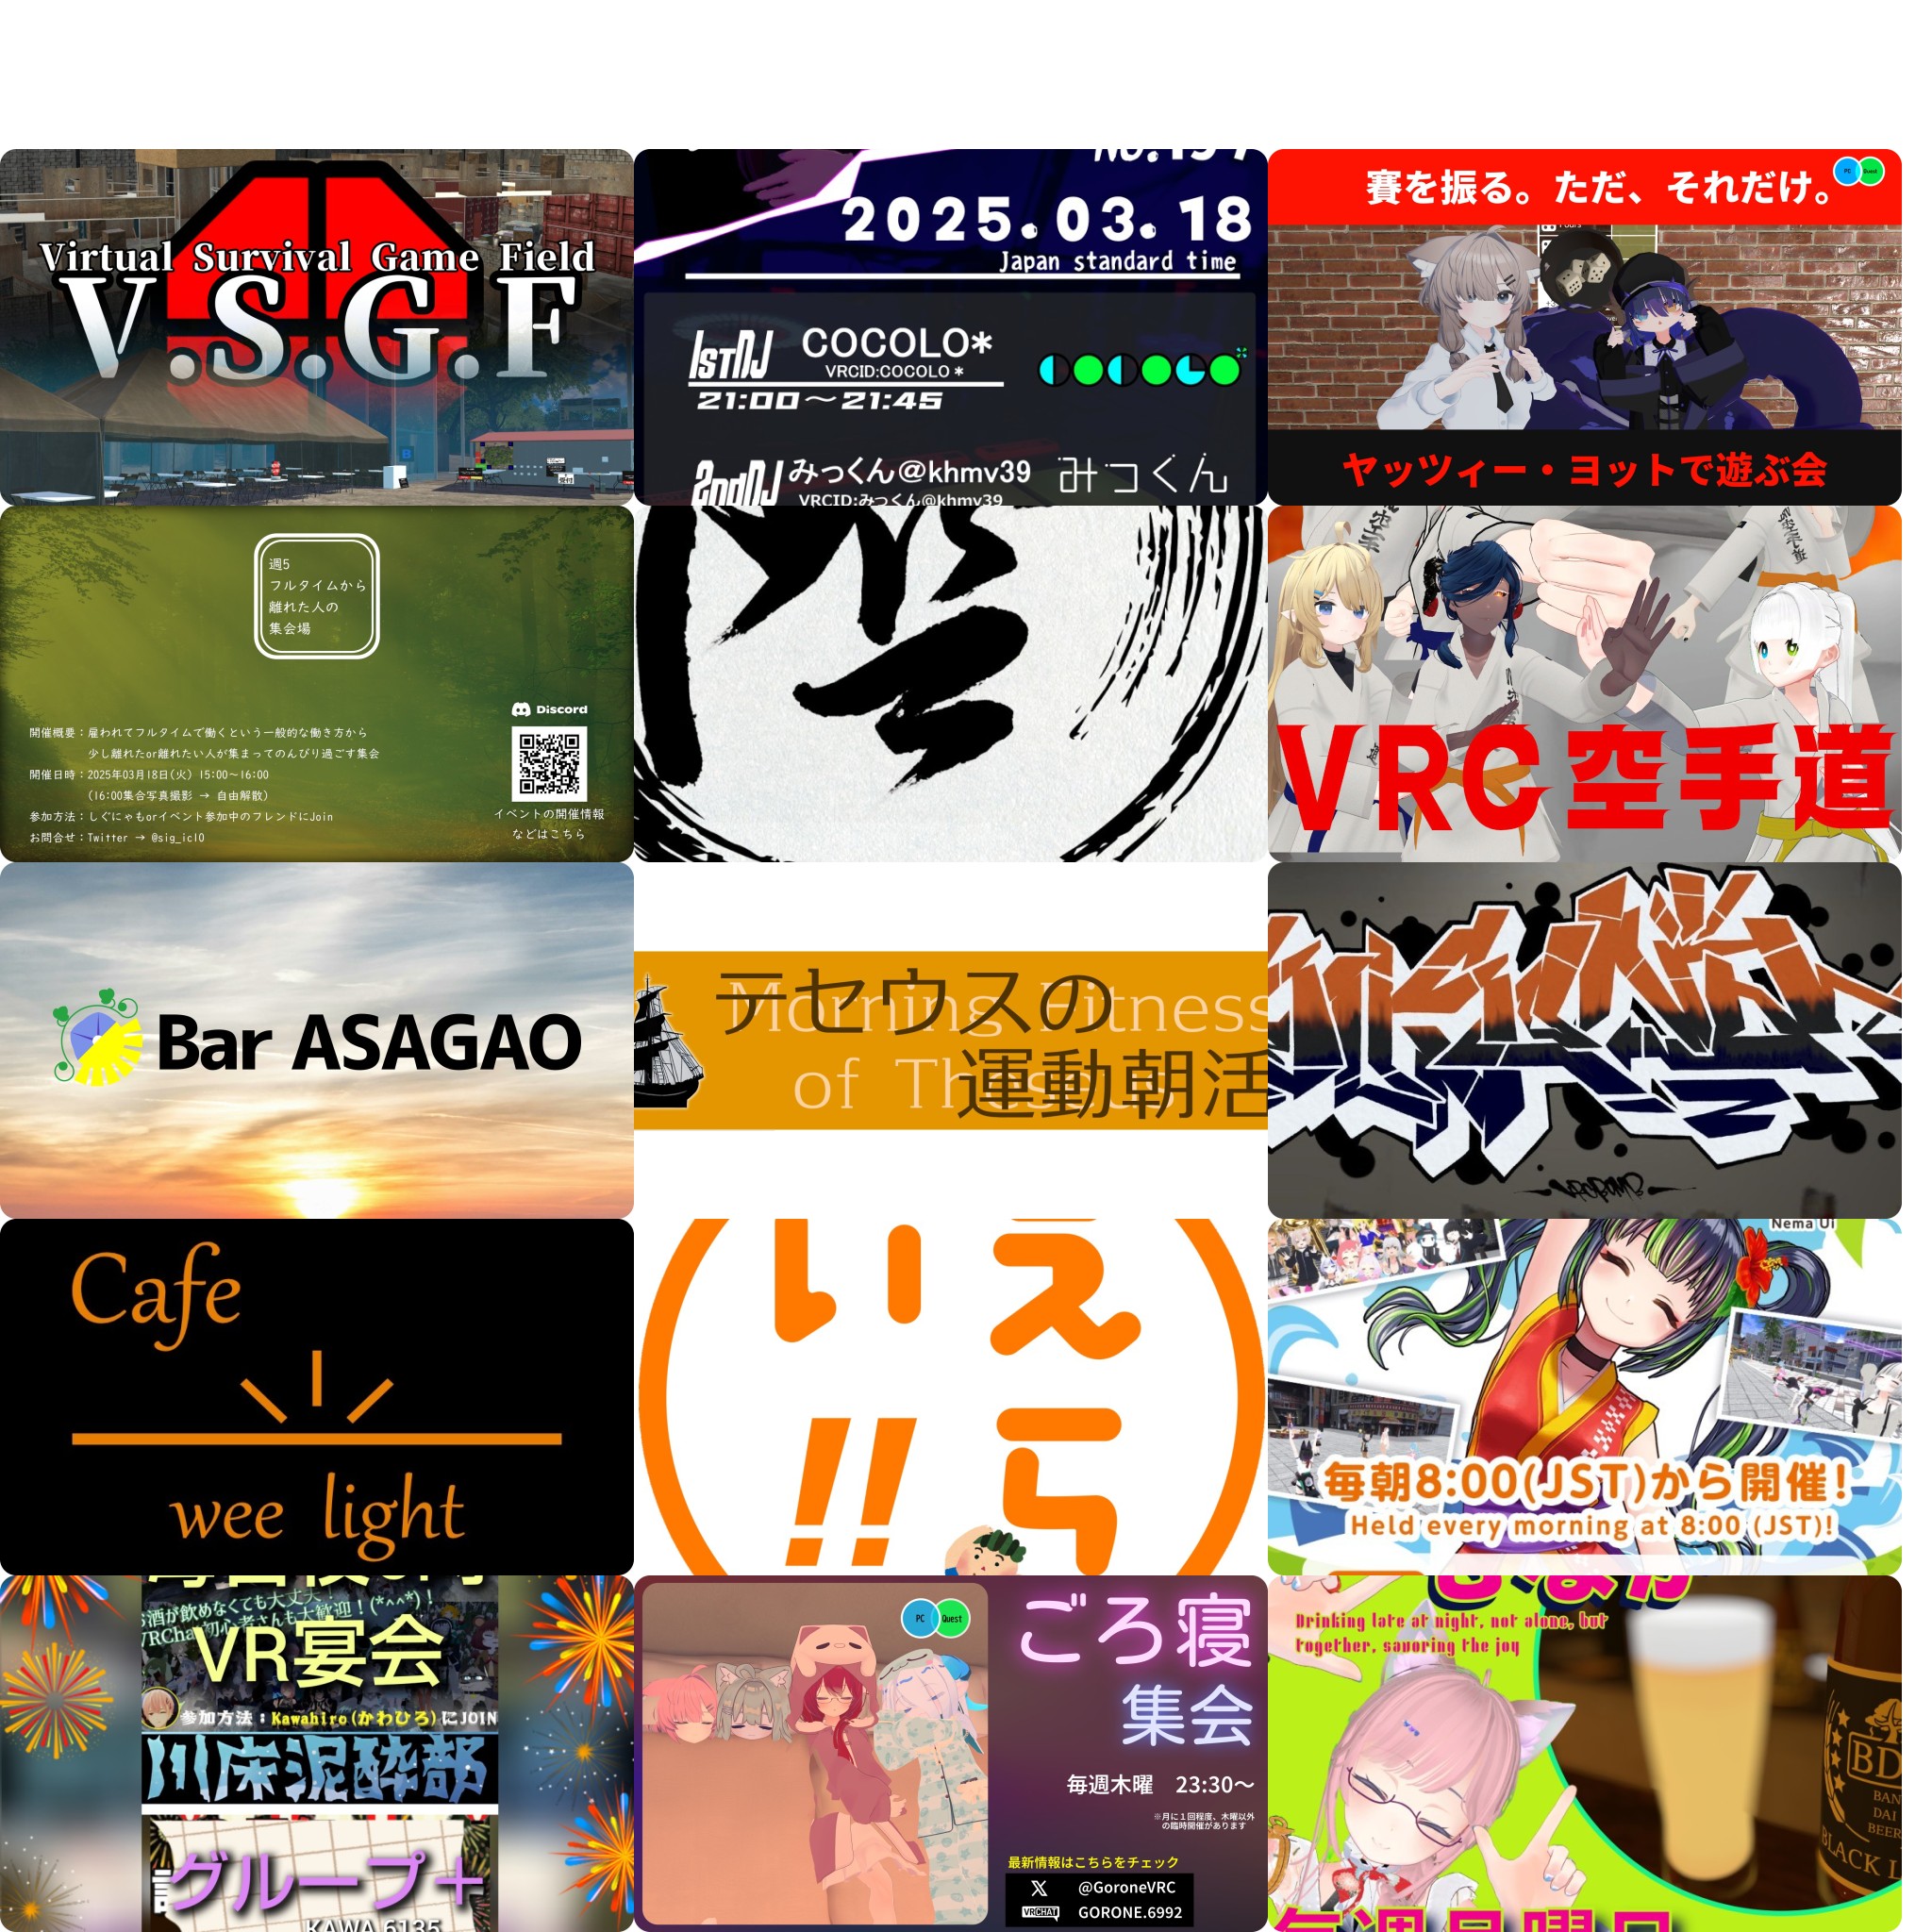 Virtual Survival Game Field
V.S.G.F
受付
2025.03.18
Japan standard time
1stDJ
COCOLO*
VRCID:COCOLO*
21:00～21:45
2ndDJ
みっくん@khmv39
みっくん
VRCID:みっくん@khmv39
賽を振る。ただ、それだけ。
PC
Quest
ヤッツィー・ヨットで遊ぶ会
週5
フルタイムから
離れた人の
集会場
開催概要：雇われてフルタイムで働くという一般的な働き方から
少し離れたor離れたい人が集まってのんびり過ごす集会
開催日時：2025年03月18日(火) 15:00～16:00
(16:00集合写真撮影 → 自由解散)
参加方法：しぐにゃもorイベント参加中のフレンドにJoin
お問合せ：Twitter → @sig_icl0
Discord
イベントの開催情報
などはこちら
VRC空手道
Bar ASAGAO
テセウスの
運動朝活
Morning Fitness
of Theseus
Cafe
wee light
えらい!!
Nema Ui
毎朝8:00(JST)から開催!
Held every morning at 8:00 (JST)!
お酒が飲めなくても大丈夫！
VRChat初心者さんも大歓迎！(*^^*)！
VR宴会
参加方法：Kawahiro(かわひろ)にJOIN
川床泥酔部
グループ＋
KAWA.6135
PC
Quest
ごろ寝
集会
毎週木曜　23:30～
※月に１回程度、木曜以外
の臨時開催があります
最新情報はこちらをチェック
X @GoroneVRC
VRCHAT GORONE.6992
Drinking late at night, not alone, but
together, savoring the joy
毎週月曜日
BLACK